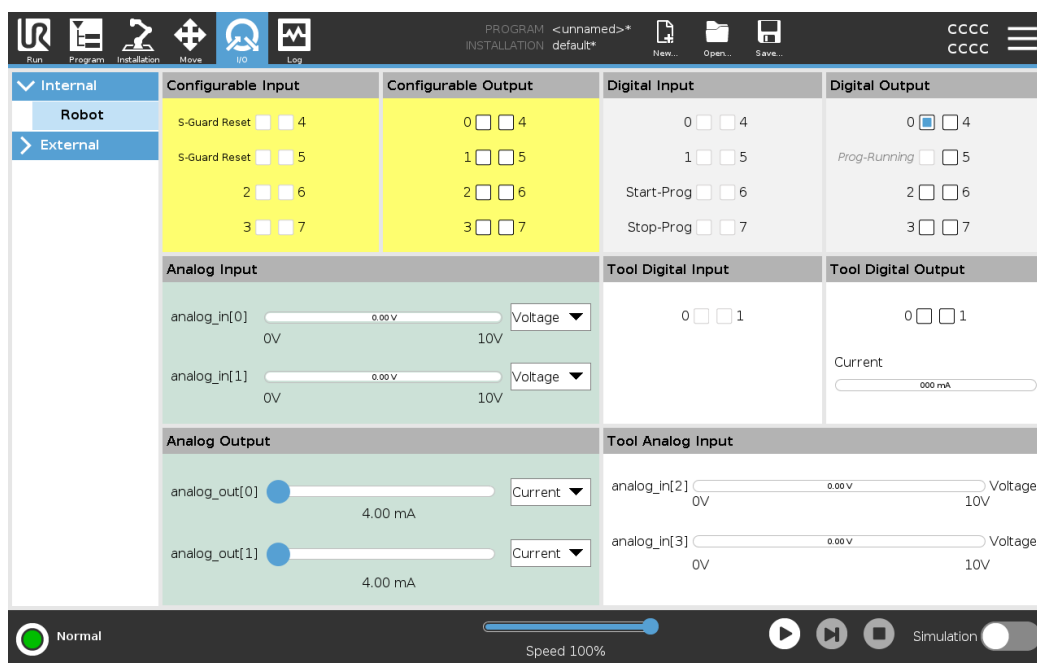 PROGRAM <unnamed>*
INSTALLATION default*
CCCC
CCCC
UR
Run
Program
Installation
Move
I/O
Log
New...
Open...
Save...
Internal
Robot
External
Configurable Input
S-Guard Reset 4
S-Guard Reset 5
2 6
3 7
Configurable Output
0 4
1 5
2 6
3 7
Digital Input
0 4
1 5
Start-Prog 6
Stop-Prog 7
Digital Output
0 4
Prog-Running 5
2 6
3 7
Analog Input
analog_in[0] 0.00 V Voltage
0V 10V
analog_in[1] 0.00 V Voltage
0V 10V
Tool Digital Input
0 1
Tool Digital Output
0 1
Current
000 mA
Analog Output
analog_out[0] Current
4.00 mA
analog_out[1] Current
4.00 mA
Tool Analog Input
analog_in[2] 0.00 V Voltage
0V 10V
analog_in[3] 0.00 V Voltage
0V 10V
Normal
Speed 100%
Simulation